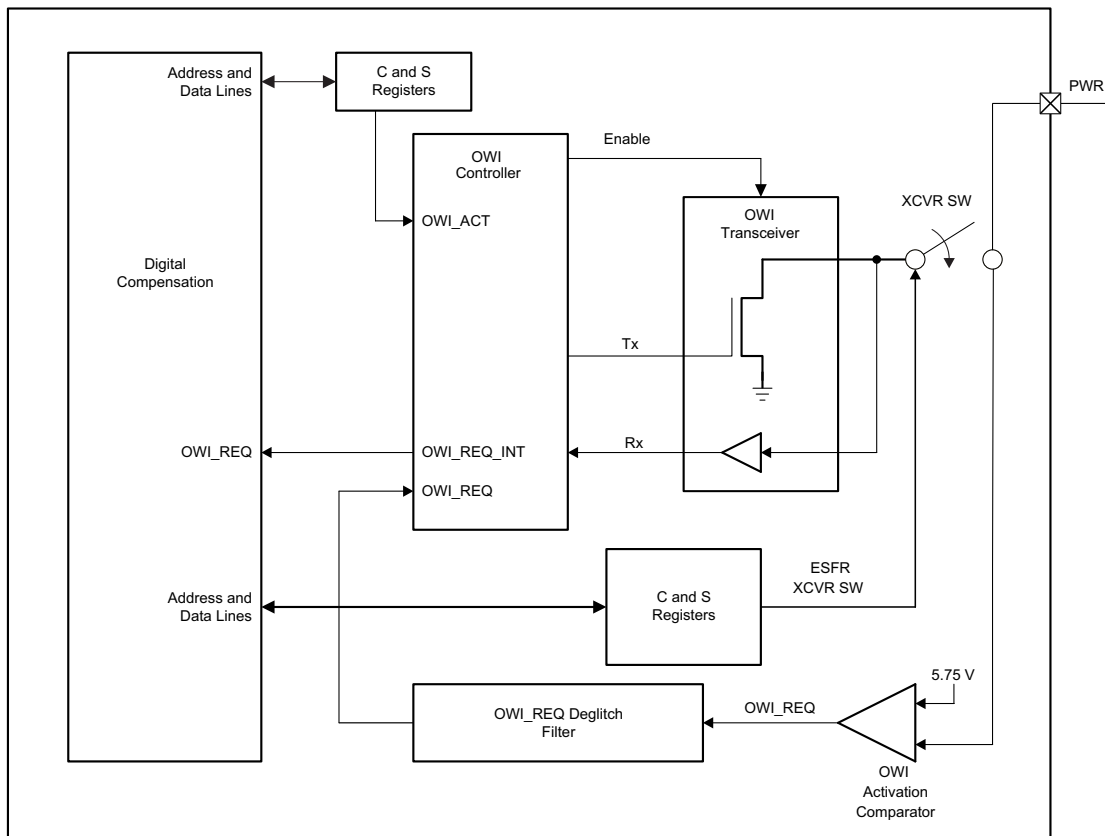 Address and
Data Lines
C and S
Registers
PWR
OWI
Controller
Enable
OWI_ACT
OWI
Transceiver
XCVR SW
Digital
Compensation
Tx
OWI_REQ
OWI_REQ_INT
Rx
OWI_REQ
Address and
Data Lines
C and S
Registers
ESFR
XCVR SW
OWI_REQ Deglitch
Filter
OWI_REQ
5.75 V
OWI
Activation
Comparator